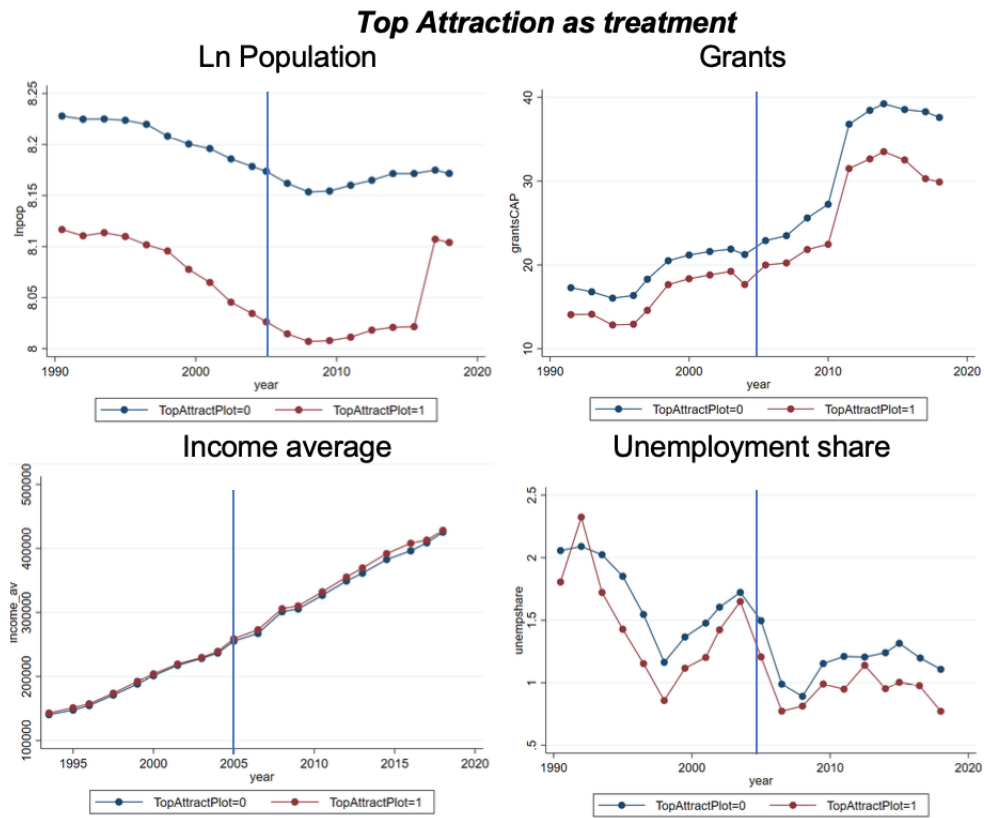 Top Attraction as treatment
Ln Population
8.25
8.2
8.15
8.1
8.05
8
lnpop
1990
2000
2010
2020
year
TopAttractPlot=0
TopAttractPlot=1
Grants
40
30
20
10
grantsCAP
1990
2000
2010
2020
year
TopAttractPlot=0
TopAttractPlot=1
Income average
500000
400000
300000
200000
100000
income_av
1995
2000
2005
2010
2015
2020
year
TopAttractPlot=0
TopAttractPlot=1
Unemployment share
2.5
2
1.5
1
.5
unempshare
1990
2000
2010
2020
year
TopAttractPlot=0
TopAttractPlot=1